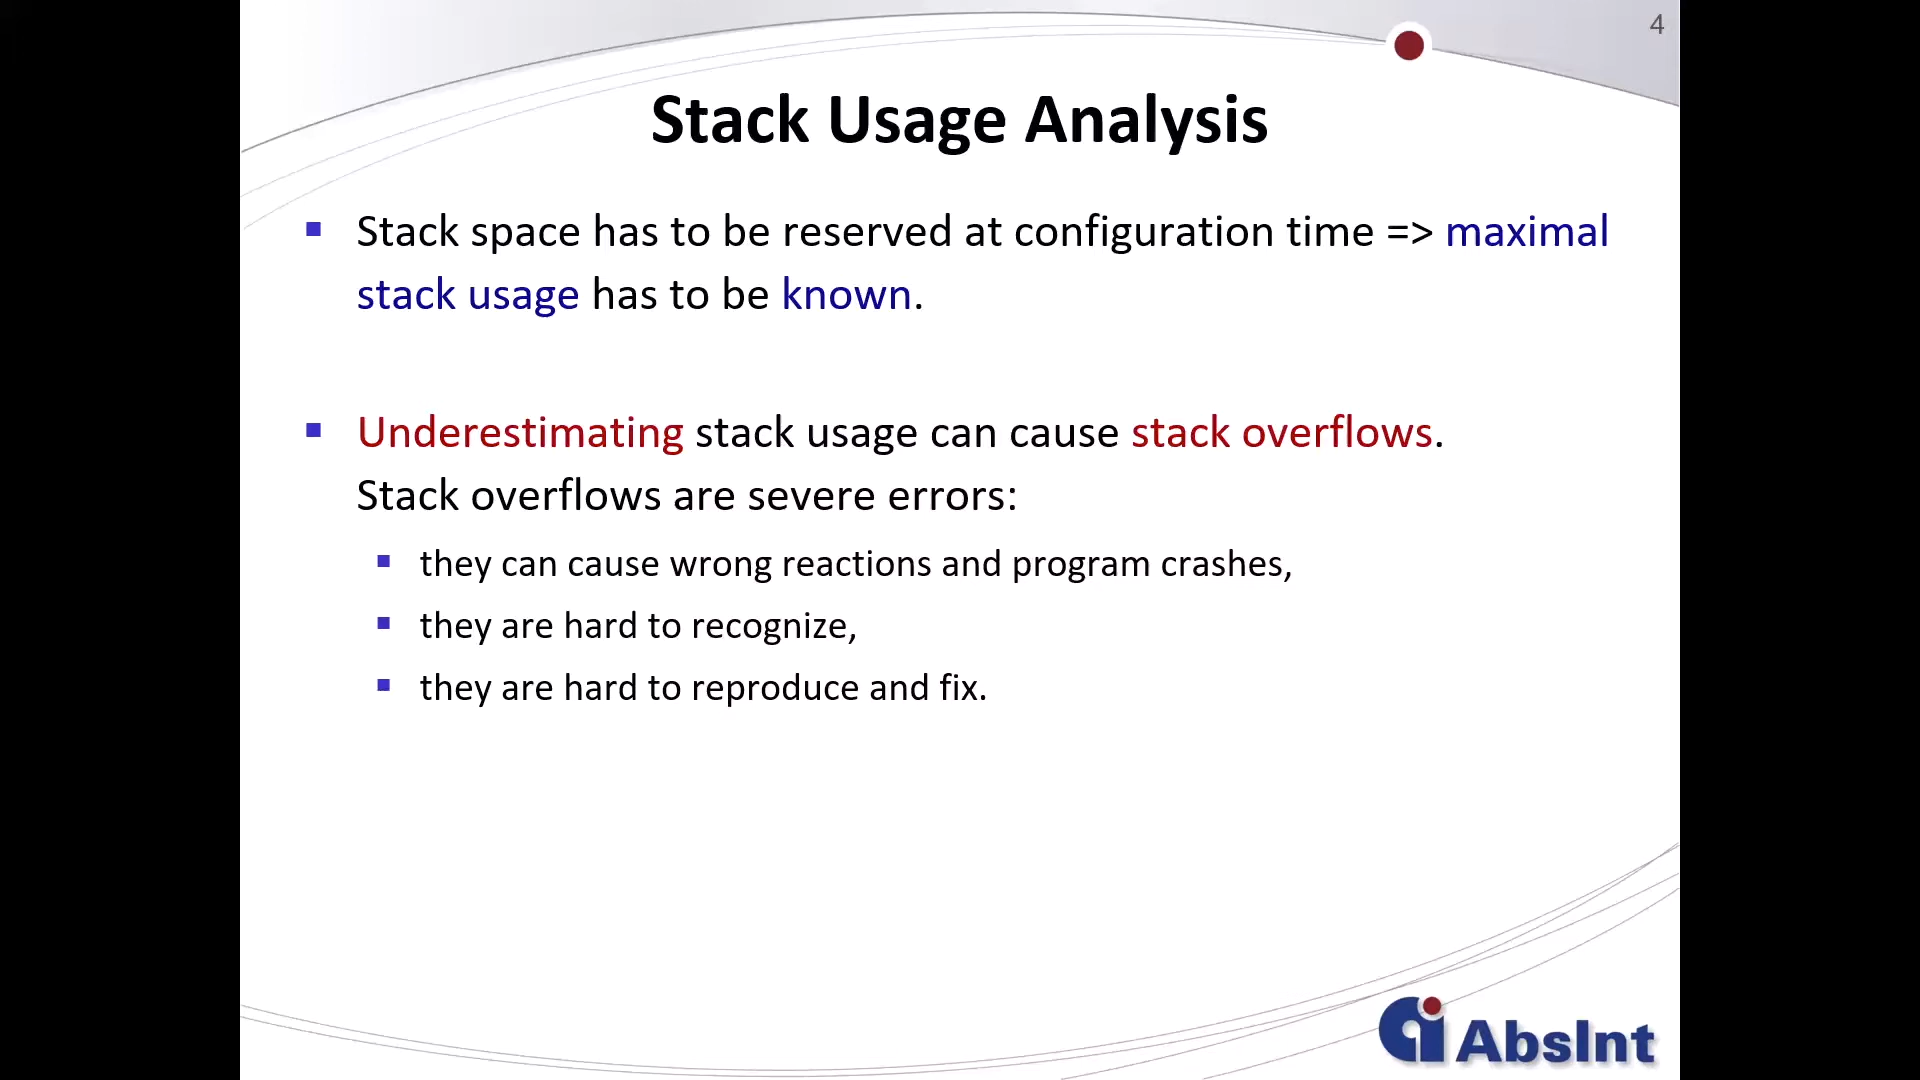 4
Stack Usage Analysis
Stack space has to be reserved at configuration time => maximal
stack usage has to be known.
Underestimating stack usage can cause stack overflows.
Stack overflows are severe errors:
they can cause wrong reactions and program crashes,
they are hard to recognize,
they are hard to reproduce and fix.
AbsInt